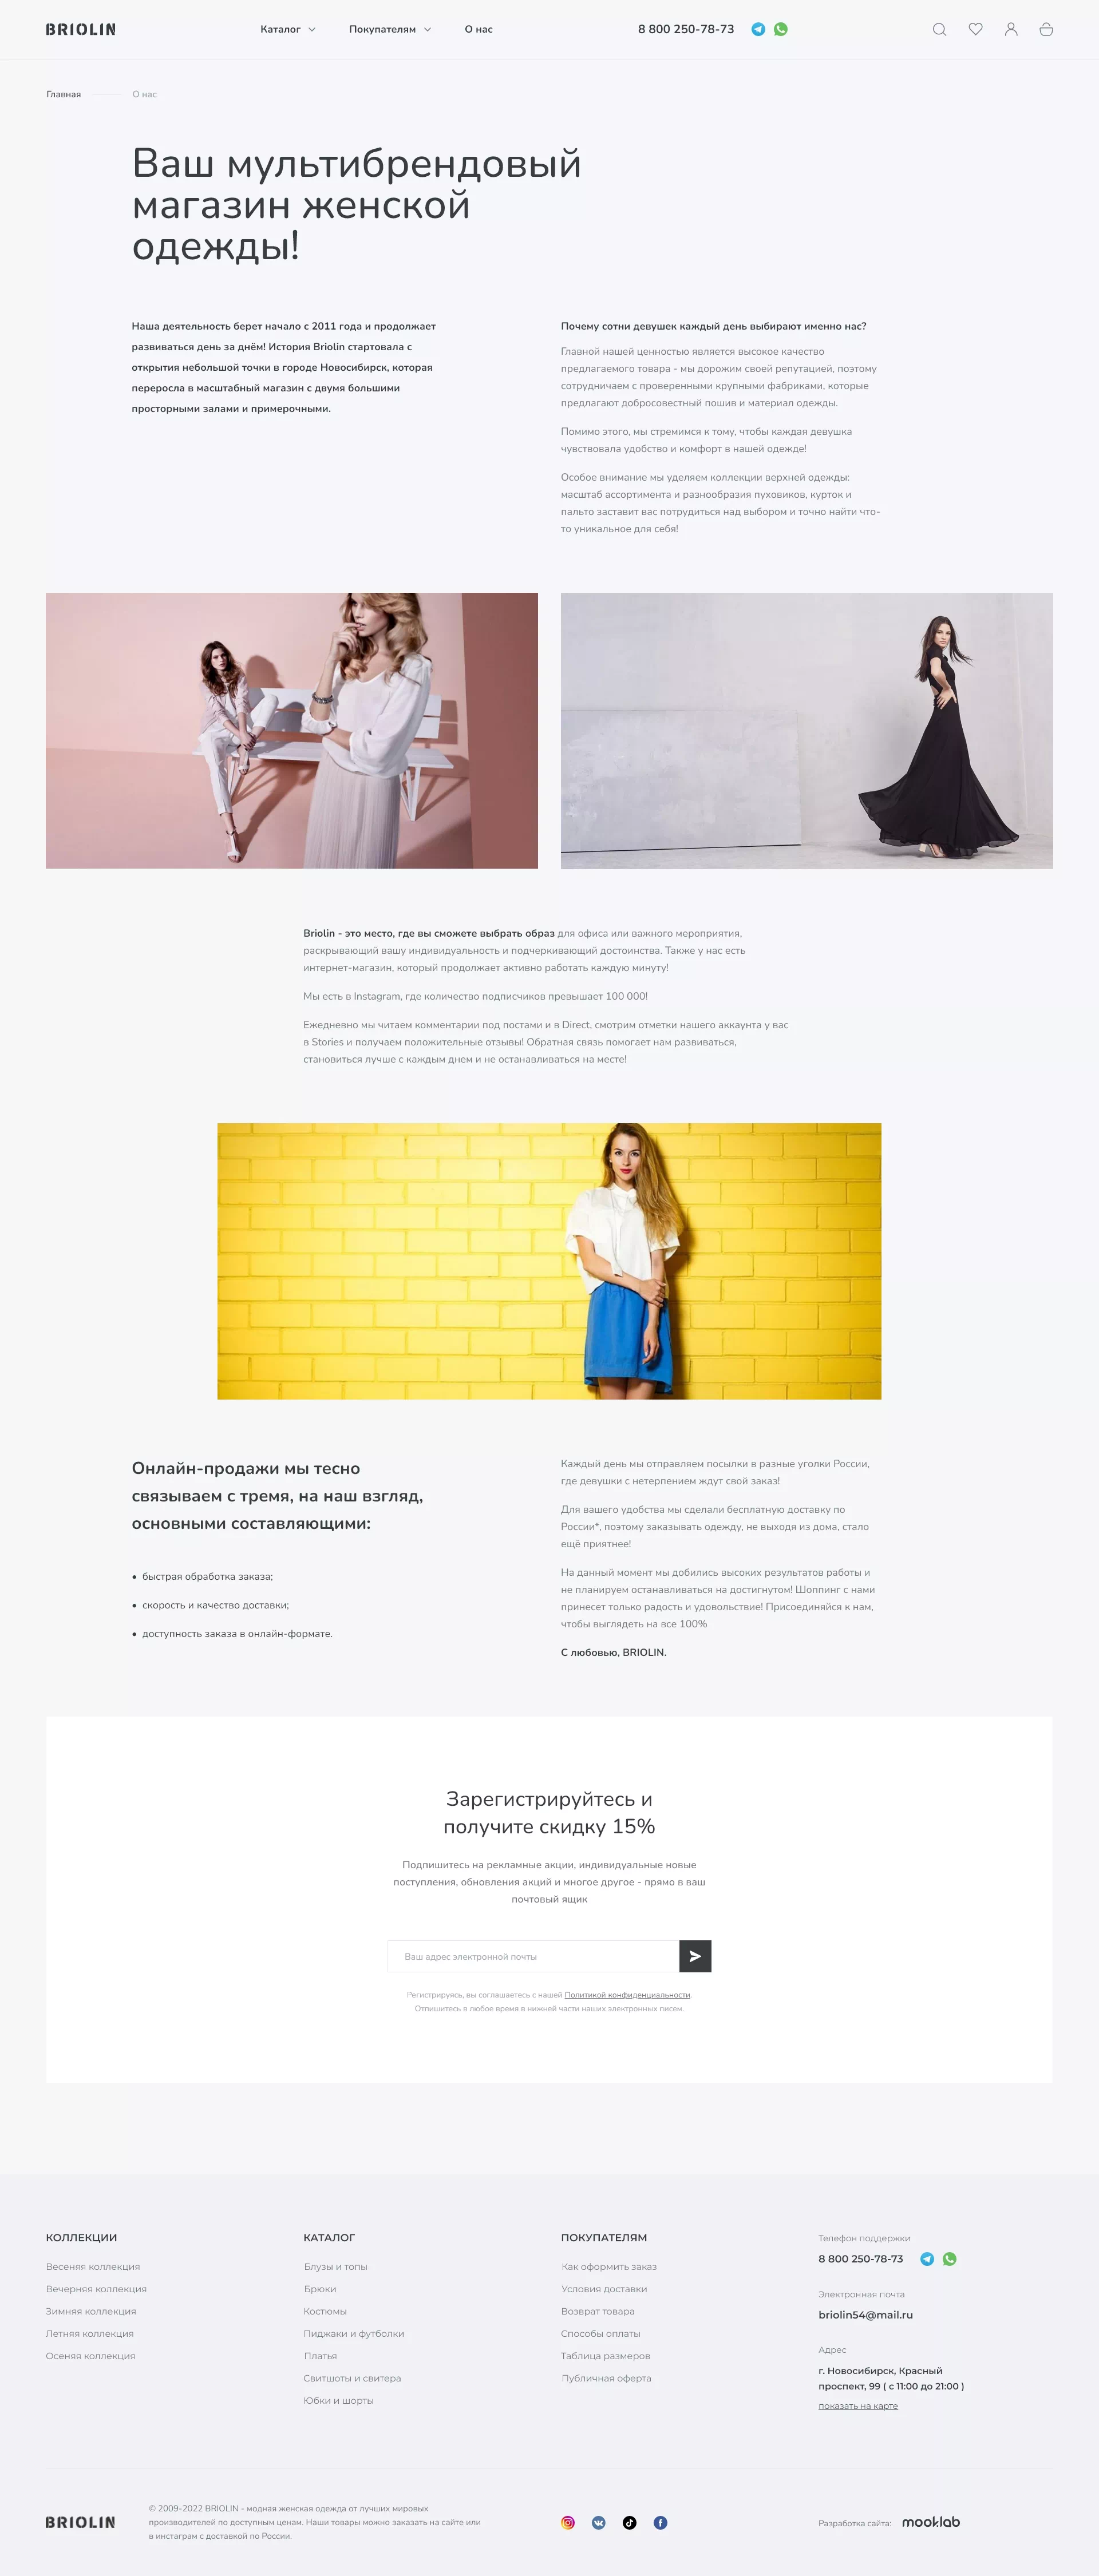 BRIOLIN
Каталог
Покупателям
О нас
8 800 250-78-73
Главная
О нас
Ваш мультибрендовый
магазин женской
одежды!
Наша деятельность берет начало с 2011 года и продолжает
развиваться день за днём! История Briolin стартовала с
открытия небольшой точки в городе Новосибирск, которая
переросла в масштабный магазин с двумя большими
просторными залами и примерочными.
Почему сотни девушек каждый день выбирают именно нас?
Главной нашей ценностью является высокое качество
предлагаемого товара - мы дорожим своей репутацией, поэтому
сотрудничаем с проверенными крупными фабриками, которые
предлагают добросовестный пошив и материал одежды.
Помимо этого, мы стремимся к тому, чтобы каждая девушка
чувствовала удобство и комфорт в нашей одежде!
Особое внимание мы уделяем коллекции верхней одежды:
масштаб ассортимента и разнообразия пуховиков, курток и
пальто заставит вас потрудиться над выбором и точно найти что-
то уникальное для себя!
Briolin - это место, где вы сможете выбрать образ для офиса или важного мероприятия,
раскрывающий вашу индивидуальность и подчеркивающий достоинства. Также у нас есть
интернет-магазин, который продолжает активно работать каждую минуту!
Мы есть в Instagram, где количество подписчиков превышает 100 000!
Ежедневно мы читаем комментарии под постами и в Direct, смотрим отметки нашего аккаунта у вас
в Stories и получаем положительные отзывы! Обратная связь помогает нам развиваться,
становиться лучше с каждым днем и не останавливаться на месте!
Онлайн-продажи мы тесно
связываем с тремя, на наш взгляд,
основными составляющими:
• быстрая обработка заказа;
• скорость и качество доставки;
• доступность заказа в онлайн-формате.
Каждый день мы отправляем посылки в разные уголки России,
где девушки с нетерпением ждут свой заказ!
Для вашего удобства мы сделали бесплатную доставку по
России*, поэтому заказывать одежду, не выходя из дома, стало
ещё приятнее!
На данный момент мы добились высоких результатов работы и
не планируем останавливаться на достигнутом! Шоппинг с нами
принесет только радость и удовольствие! Присоединяйся к нам,
чтобы выглядеть на все 100%
С любовью, BRIOLIN.
Зарегистрируйтесь и
получите скидку 15%
Подпишитесь на рекламные акции, индивидуальные новые
поступления, обновления акций и многое другое - прямо в ваш
почтовый ящик
Ваш адрес электронной почты
Регистрируясь, вы соглашаетесь с нашей Политикой конфиденциальности.
Отпишитесь в любое время в нижней части наших электронных писем.
КОЛЛЕКЦИИ
Весеняя коллекция
Вечерняя коллекция
Зимняя коллекция
Летняя коллекция
Осеняя коллекция
КАТАЛОГ
Блузы и топы
Брюки
Костюмы
Пиджаки и футболки
Платья
Свитшоты и свитера
Юбки и шорты
ПОКУПАТЕЛЯМ
Как оформить заказ
Условия доставки
Возврат товара
Способы оплаты
Таблица размеров
Публичная оферта
Телефон поддержки
8 800 250-78-73
Электронная почта
briolin54@mail.ru
Адрес
г. Новосибирск, Красный
проспект, 99 ( с 11:00 до 21:00 )
показать на карте
BRIOLIN
© 2009-2022 BRIOLIN - модная женская одежда от лучших мировых
производителей по доступным ценам. Наши товары можно заказать на сайте или
в инстаграм с доставкой по России.
Разработка сайта:
mooklab